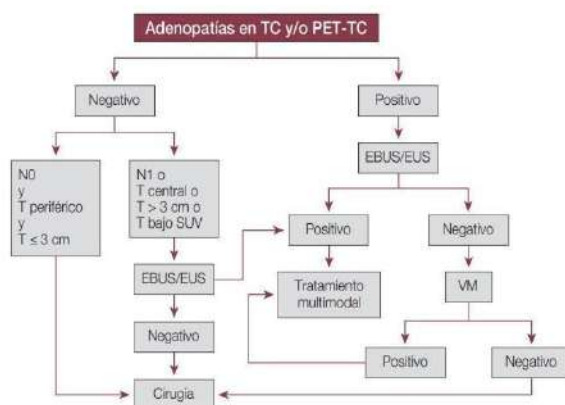 Adenopatías en TC y/o PET-TC
Negativo
Positivo
N0
y
T periférico
y
T ≤ 3 cm
N1 o
T central o
T > 3 cm o
T bajo SUV
EBUS/EUS
EBUS/EUS
Positivo
Negativo
Tratamiento
multimodal
VM
Negativo
Positivo
Negativo
Cirugía